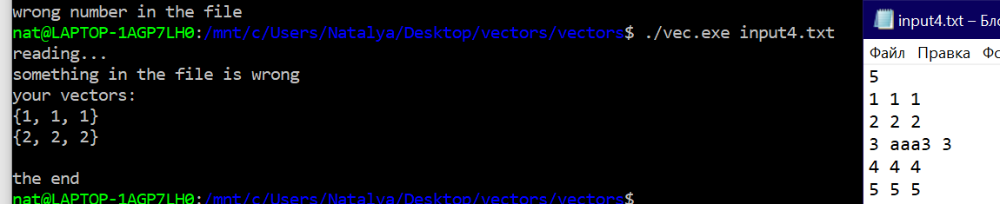 wrong number in the file
nat@LAPTOP-1AGP7LH0:/mnt/c/Users/Natalya/Desktop/vectors/vectors$ ./vec.exe input4.txt
reading...
something in the file is wrong
your vectors:
{1, 1, 1}
{2, 2, 2}
the end
nat@LAPTOP-1AGP7LH0:/mnt/c/Users/Natalya/Desktop/vectors/vectors$
input4.txt – Бло
Файл Правка Фо
5
1 1 1
2 2 2
3 aaa3 3
4 4 4
5 5 5